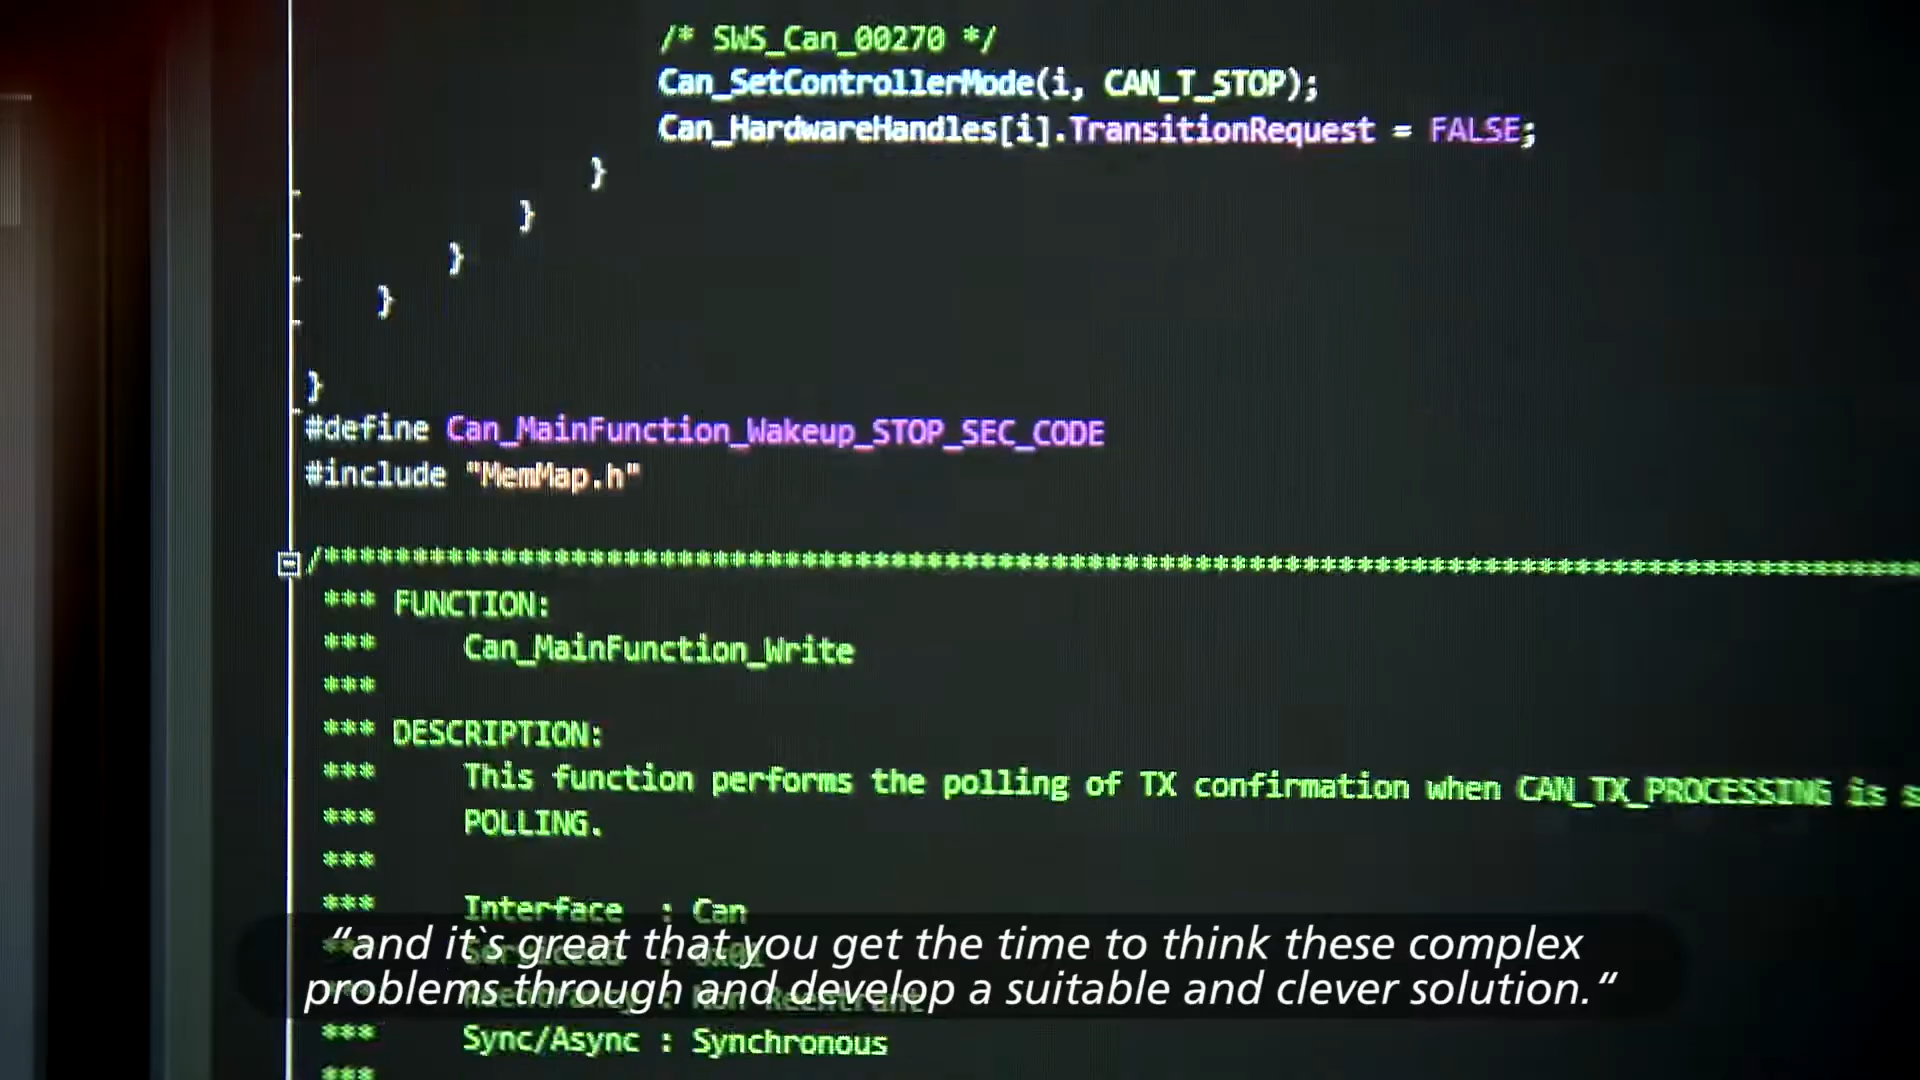 /* SWS_Can_00270 */
Can_SetControllerMode(i, CAN_T_STOP);
Can_HardwareHandles[i].TransitionRequest = FALSE;
}
}
}
}
}
#define Can_MainFunction_Wakeup_STOP_SEC_CODE
#include "MemMap.h"
/******************************************************************************************
*** FUNCTION:
*** Can_MainFunction_Write
***
*** DESCRIPTION:
*** This function performs the polling of TX confirmation when CAN_TX_PROCESSING is s
*** POLLING.
***
*** Interface : Can
“and it`s great that you get the time to think these complex
problems through and develop a suitable and clever solution.“
*** Sync/Async : Synchronous
***